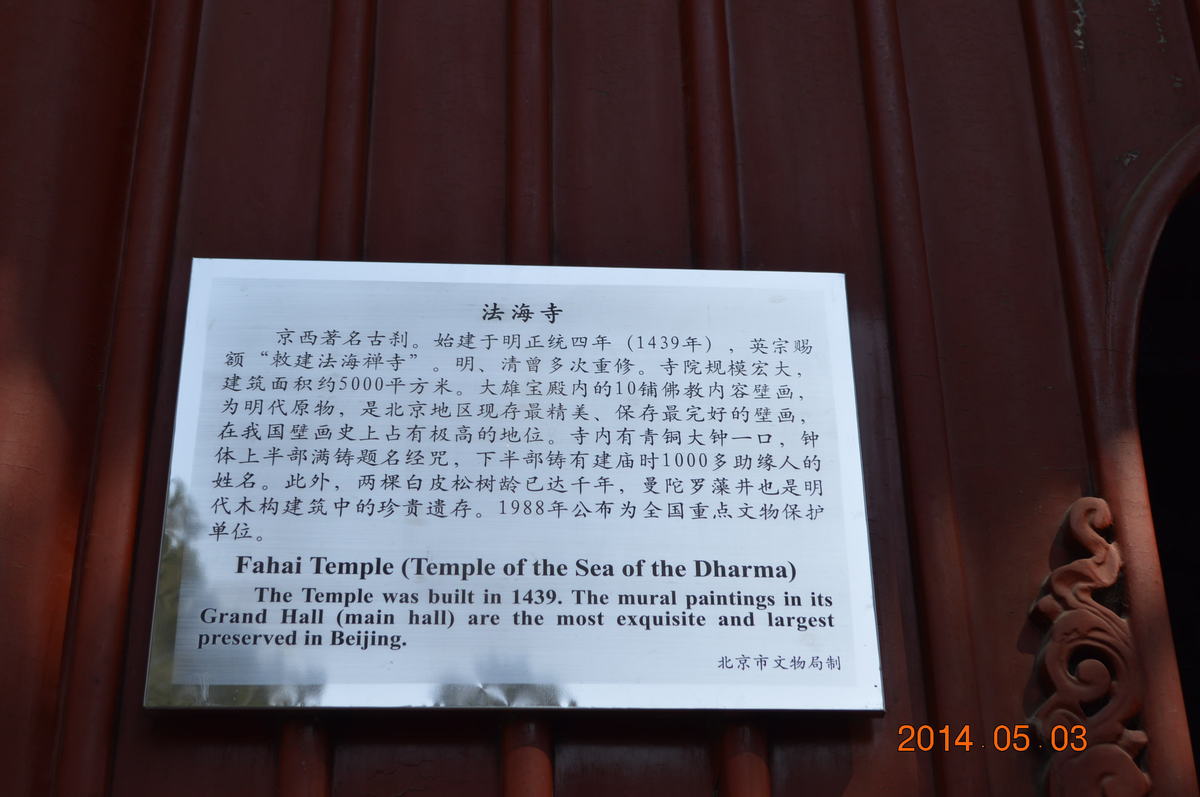 法海寺
京西著名古刹。始建于明正统四年（1439年），英宗赐
额“敕建法海禅寺”。明、清曾多次重修。寺院规模宏大，
建筑面积约5000平方米。大雄宝殿内的10铺佛教内容壁画，
为明代原物，是北京地区现存最精美、保存最完好的壁画，
在我国壁画史上占有极高的地位。寺内有青铜大钟一口，钟
体上半部满铸题名经咒，下半部铸有建庙时1000多助缘人的
姓名。此外，两棵白皮松树龄已达千年，曼陀罗藻井也是明
代木构建筑中的珍贵遗存。1988年公布为全国重点文物保护
单位。
Fahai Temple (Temple of the Sea of the Dharma)
The Temple was built in 1439. The mural paintings in its
Grand Hall (main hall) are the most exquisite and largest
preserved in Beijing.
北京市文物局制
2014.05.03